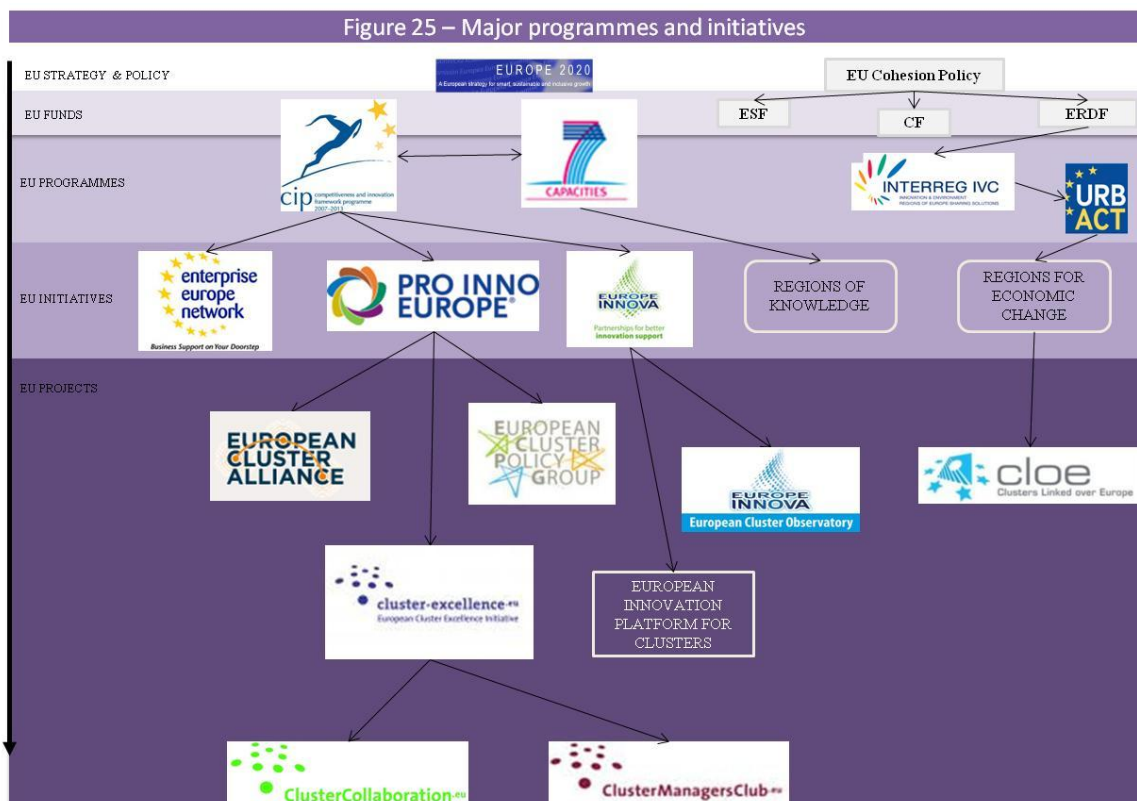 Figure 25 – Major programmes and initiatives
EU STRATEGY & POLICY
EUROPE 2020
A European strategy for smart, sustainable and inclusive growth
EU Cohesion Policy
EU FUNDS
ESF
CF
ERDF
EU PROGRAMMES
cip competitiveness and innovation
framework programme
2007-2013
7
CAPACITIES
INTERREG IVC
INNOVATION & ENVIRONMENT
REGIONS OF EUROPE SHARING SOLUTIONS
URB
ACT
EU INITIATIVES
enterprise
europe
network
Business Support on Your Doorstep
PRO INNO
EUROPE®
EUROPE
INNOVA
Partnerships for better
innovation support
REGIONS OF
KNOWLEDGE
REGIONS FOR
ECONOMIC
CHANGE
EU PROJECTS
EUROPEAN
CLUSTER
ALLIANCE
EUROPEAN
CLUSTER
POLICY
GROUP
EUROPE
INNOVA
European Cluster Observatory
cloe
Clusters Linked over Europe
cluster-excellence.eu
European Cluster Excellence Initiative
EUROPEAN
INNOVATION
PLATFORM FOR
CLUSTERS
ClusterCollaboration.eu
ClusterManagersClub.eu